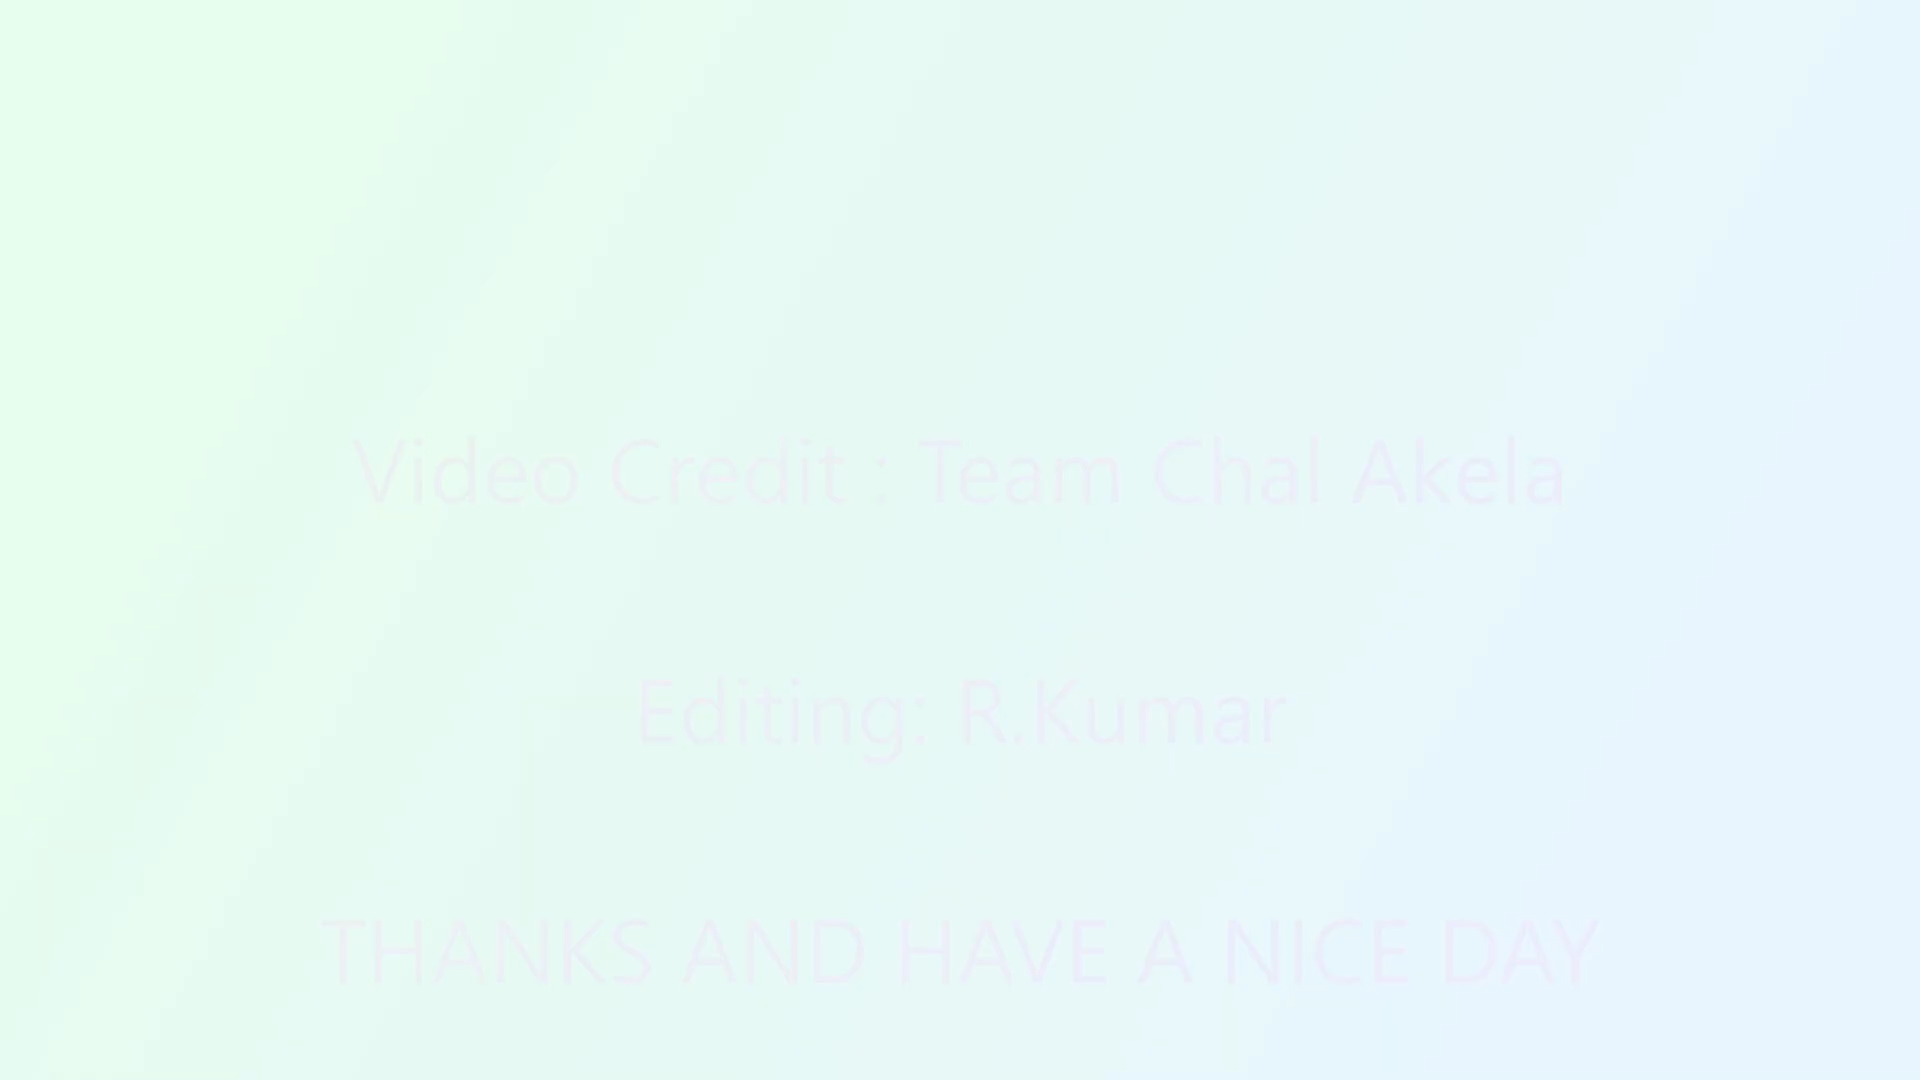 Video Credit : Team Chal Akela
Editing: R.Kumar
THANKS AND HAVE A NICE DAY